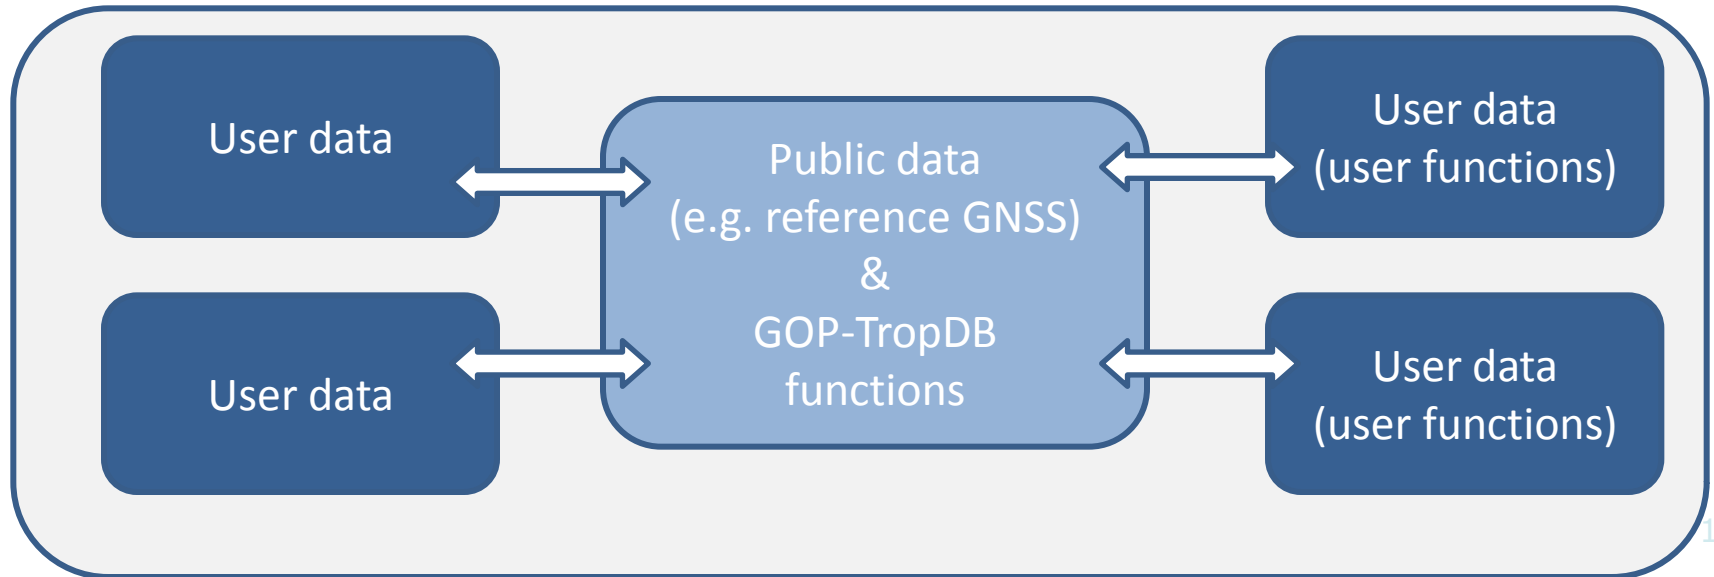 User data
User data
Public data
(e.g. reference GNSS)
&
GOP-TropDB
functions
User data
(user functions)
User data
(user functions)
1